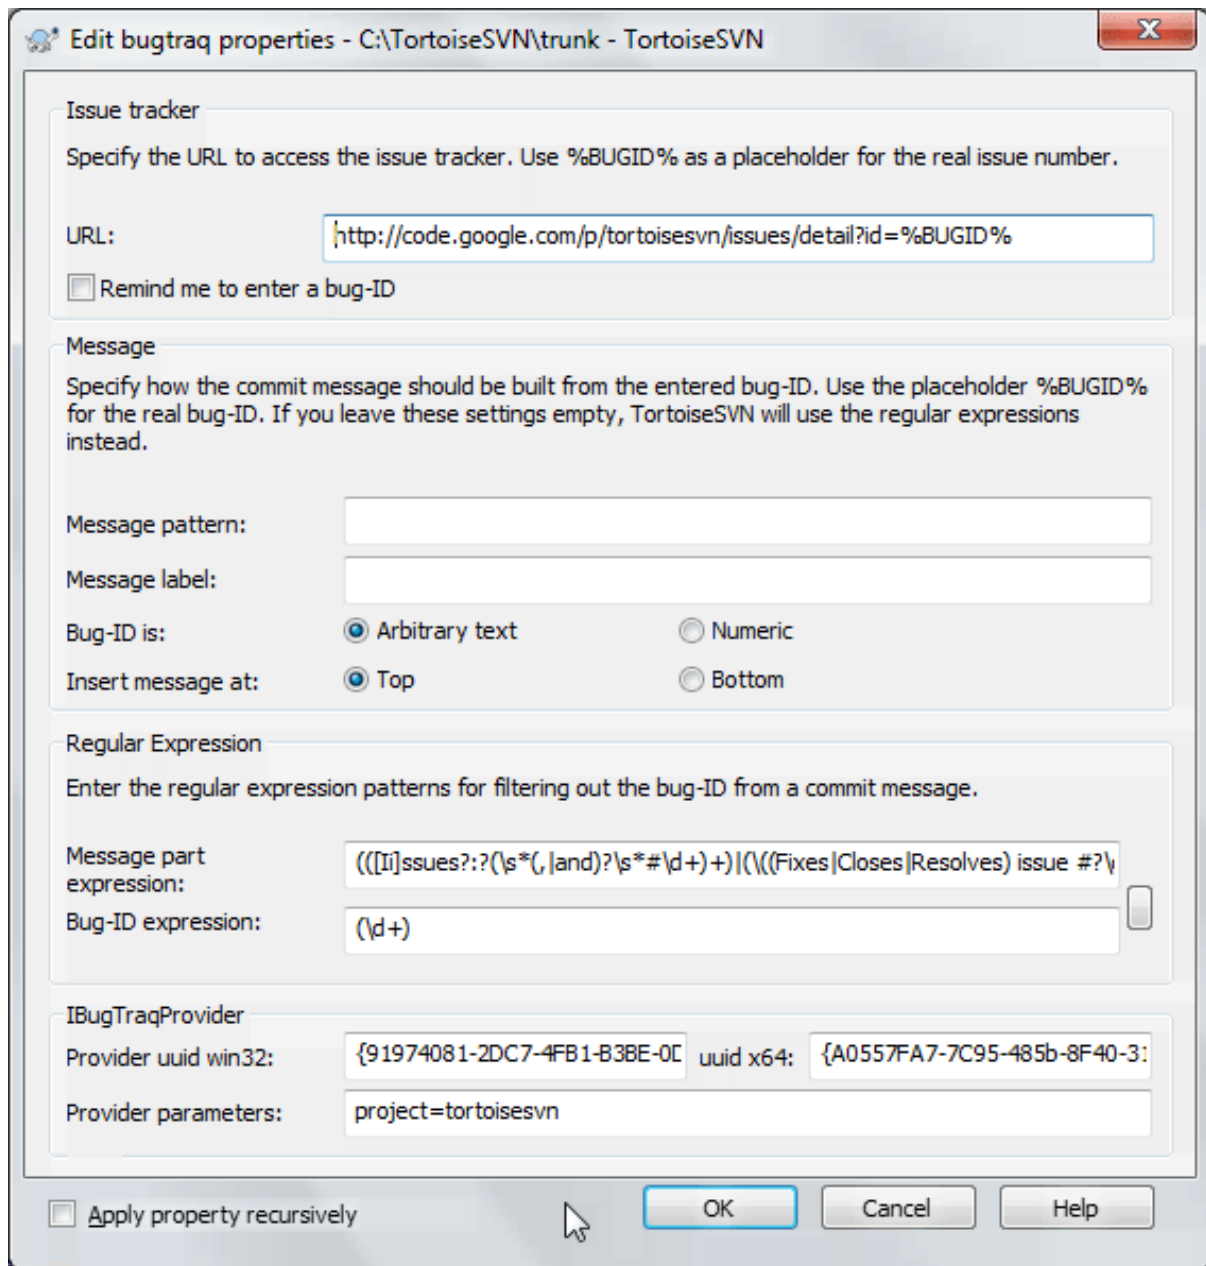 Edit bugtraq properties - C:\TortoiseSVN\trunk - TortoiseSVN
Issue tracker
Specify the URL to access the issue tracker. Use %BUGID% as a placeholder for the real issue number.
URL: http://code.google.com/p/tortoisesvn/issues/detail?id=%BUGID%
Remind me to enter a bug-ID
Message
Specify how the commit message should be built from the entered bug-ID. Use the placeholder %BUGID%
for the real bug-ID. If you leave these settings empty, TortoiseSVN will use the regular expressions
instead.
Message pattern:
Message label:
Bug-ID is: Arbitrary text Numeric
Insert message at: Top Bottom
Regular Expression
Enter the regular expression patterns for filtering out the bug-ID from a commit message.
Message part
expression: (([Ii]ssues?:?(\s*(,|and)?\s*#\d+)+)|(\((Fixes|Closes|Resolves) issue #?\
Bug-ID expression: (\d+)
IBugTraqProvider
Provider uuid win32: {91974081-2DC7-4FB1-B3BE-0D uuid x64: {A0557FA7-7C95-485b-8F40-31
Provider parameters: project=tortoisesvn
Apply property recursively OK Cancel Help